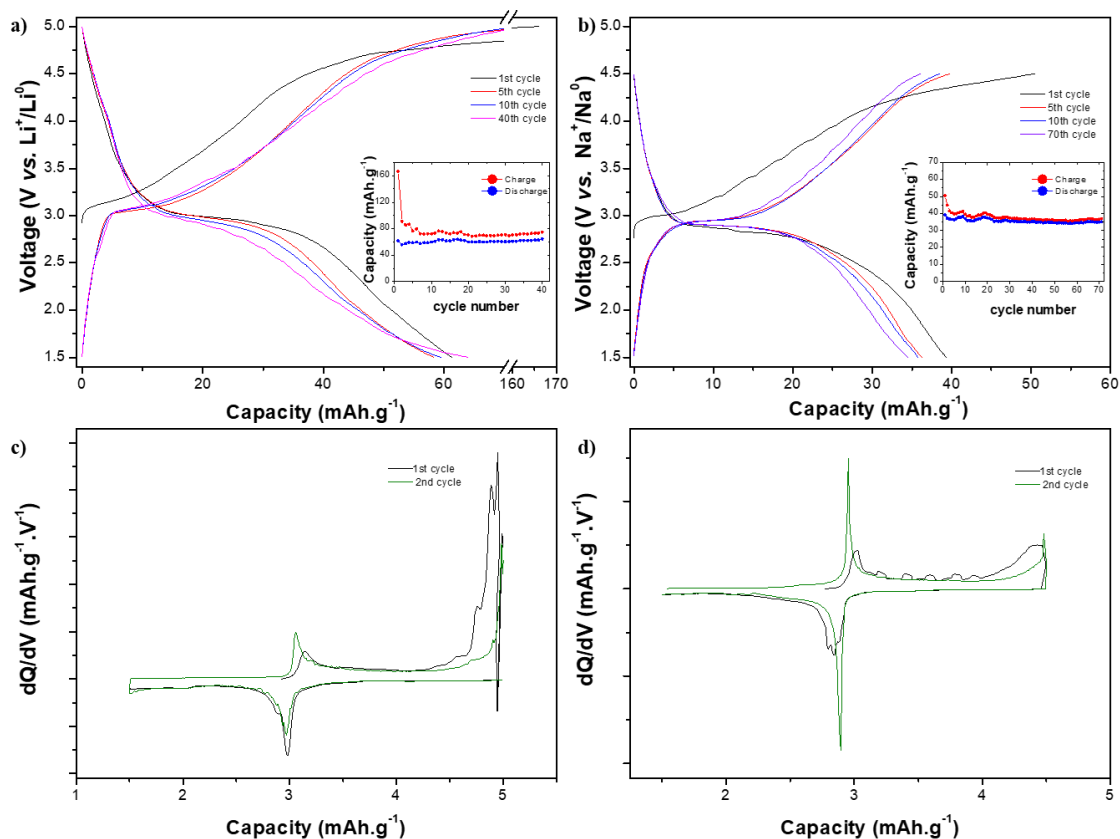 a)
5.0
4.5
4.0
3.5
3.0
2.5
2.0
1.5
Voltage (V vs. Li⁺/Li⁰)
0
20
40
60
160
170
Capacity (mAh.g⁻¹)
1st cycle
5th cycle
10th cycle
40th cycle
Capacity (mAh.g⁻¹)
160
120
80
40
0
0
10
20
30
40
cycle number
Charge
Discharge
b)
5.0
4.5
4.0
3.5
3.0
2.5
2.0
1.5
Voltage (V vs. Na⁺/Na⁰)
0
10
20
30
40
50
60
Capacity (mAh.g⁻¹)
1st cycle
5th cycle
10th cycle
70th cycle
Capacity (mAh.g⁻¹)
70
60
50
40
30
20
10
0
0
10
20
30
40
50
60
70
cycle number
Charge
Discharge
c)
dQ/dV (mAh.g⁻¹.V⁻¹)
1st cycle
2nd cycle
1
2
3
4
5
Capacity (mAh.g⁻¹)
d)
dQ/dV (mAh.g⁻¹.V⁻¹)
1st cycle
2nd cycle
2
3
4
5
Capacity (mAh.g⁻¹)